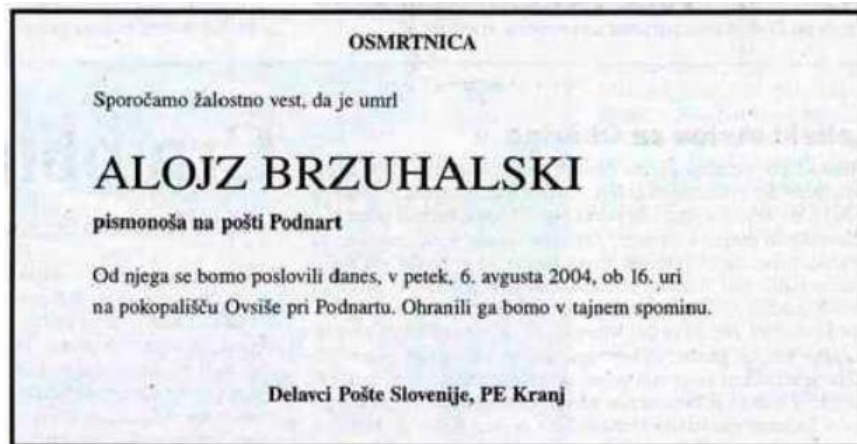 OSMRTNICA
Sporočamo žalostno vest, da je umrl
ALOJZ BRZUHALSKI
pismonoša na pošti Podnart
Od njega se bomo poslovili danes, v petek, 6. avgusta 2004, ob 16. uri
na pokopališču Ovsiše pri Podnartu. Ohranili ga bomo v tajnem spominu.
Delavci Pošte Slovenije, PE Kranj